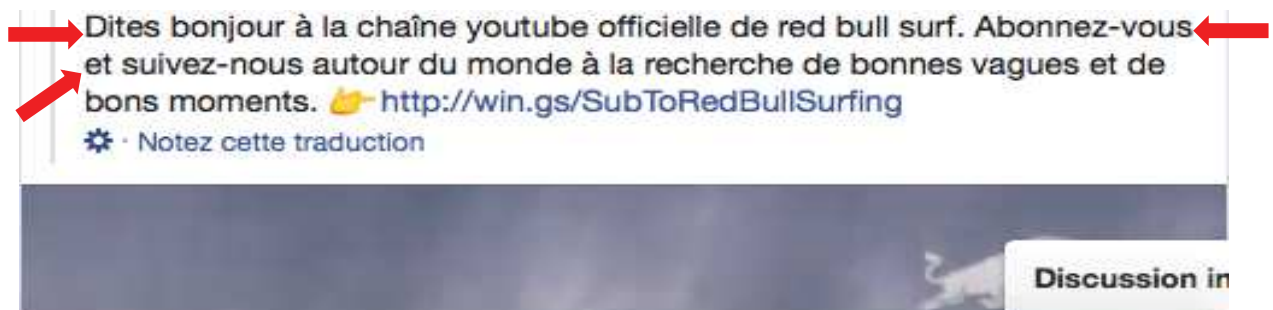 Dites bonjour à la chaîne youtube officielle de red bull surf. Abonnez-vous
et suivez-nous autour du monde à la recherche de bonnes vagues et de
bons moments. 👉 http://win.gs/SubToRedBullSurfing
· Notez cette traduction
Discussion in